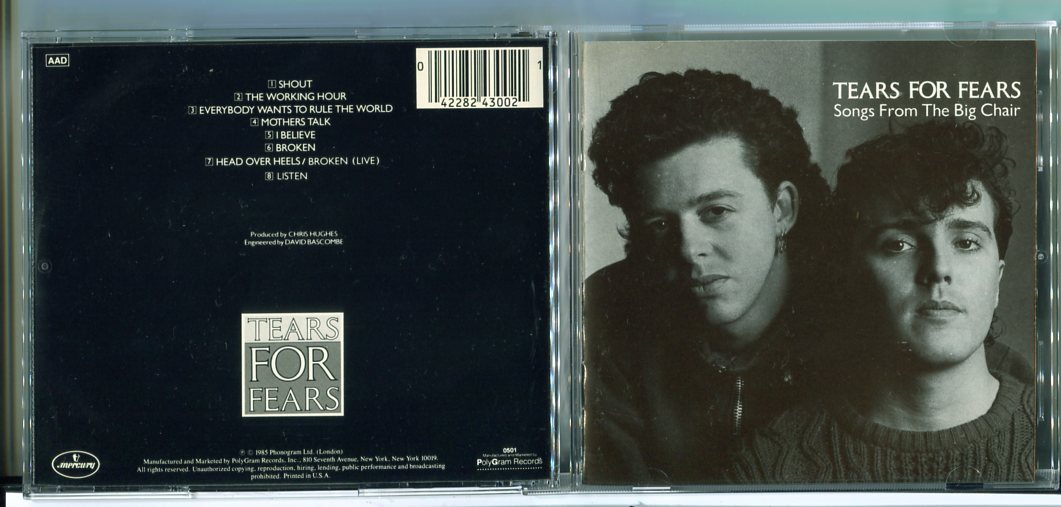 AAD
0 42282 43002 1
1 SHOUT
2 THE WORKING HOUR
3 EVERYBODY WANTS TO RULE THE WORLD
4 MOTHERS TALK
5 I BELIEVE
6 BROKEN
7 HEAD OVER HEELS / BROKEN (LIVE)
8 LISTEN
Produced by CHRIS HUGHES
Engineered by DAVID BASCOMBE
TEARS
FOR
FEARS
mercury
℗ © 1985 Phonogram Ltd. (London)
Manufactured and Marketed by PolyGram Records, Inc., 810 Seventh Avenue, New York, New York 10019.
All rights reserved. Unauthorized copying, reproduction, hiring, lending, public performance and broadcasting
prohibited. Printed in U.S.A.
0501
Manufactured and Marketed by
PolyGram Records
TEARS FOR FEARS
Songs From The Big Chair